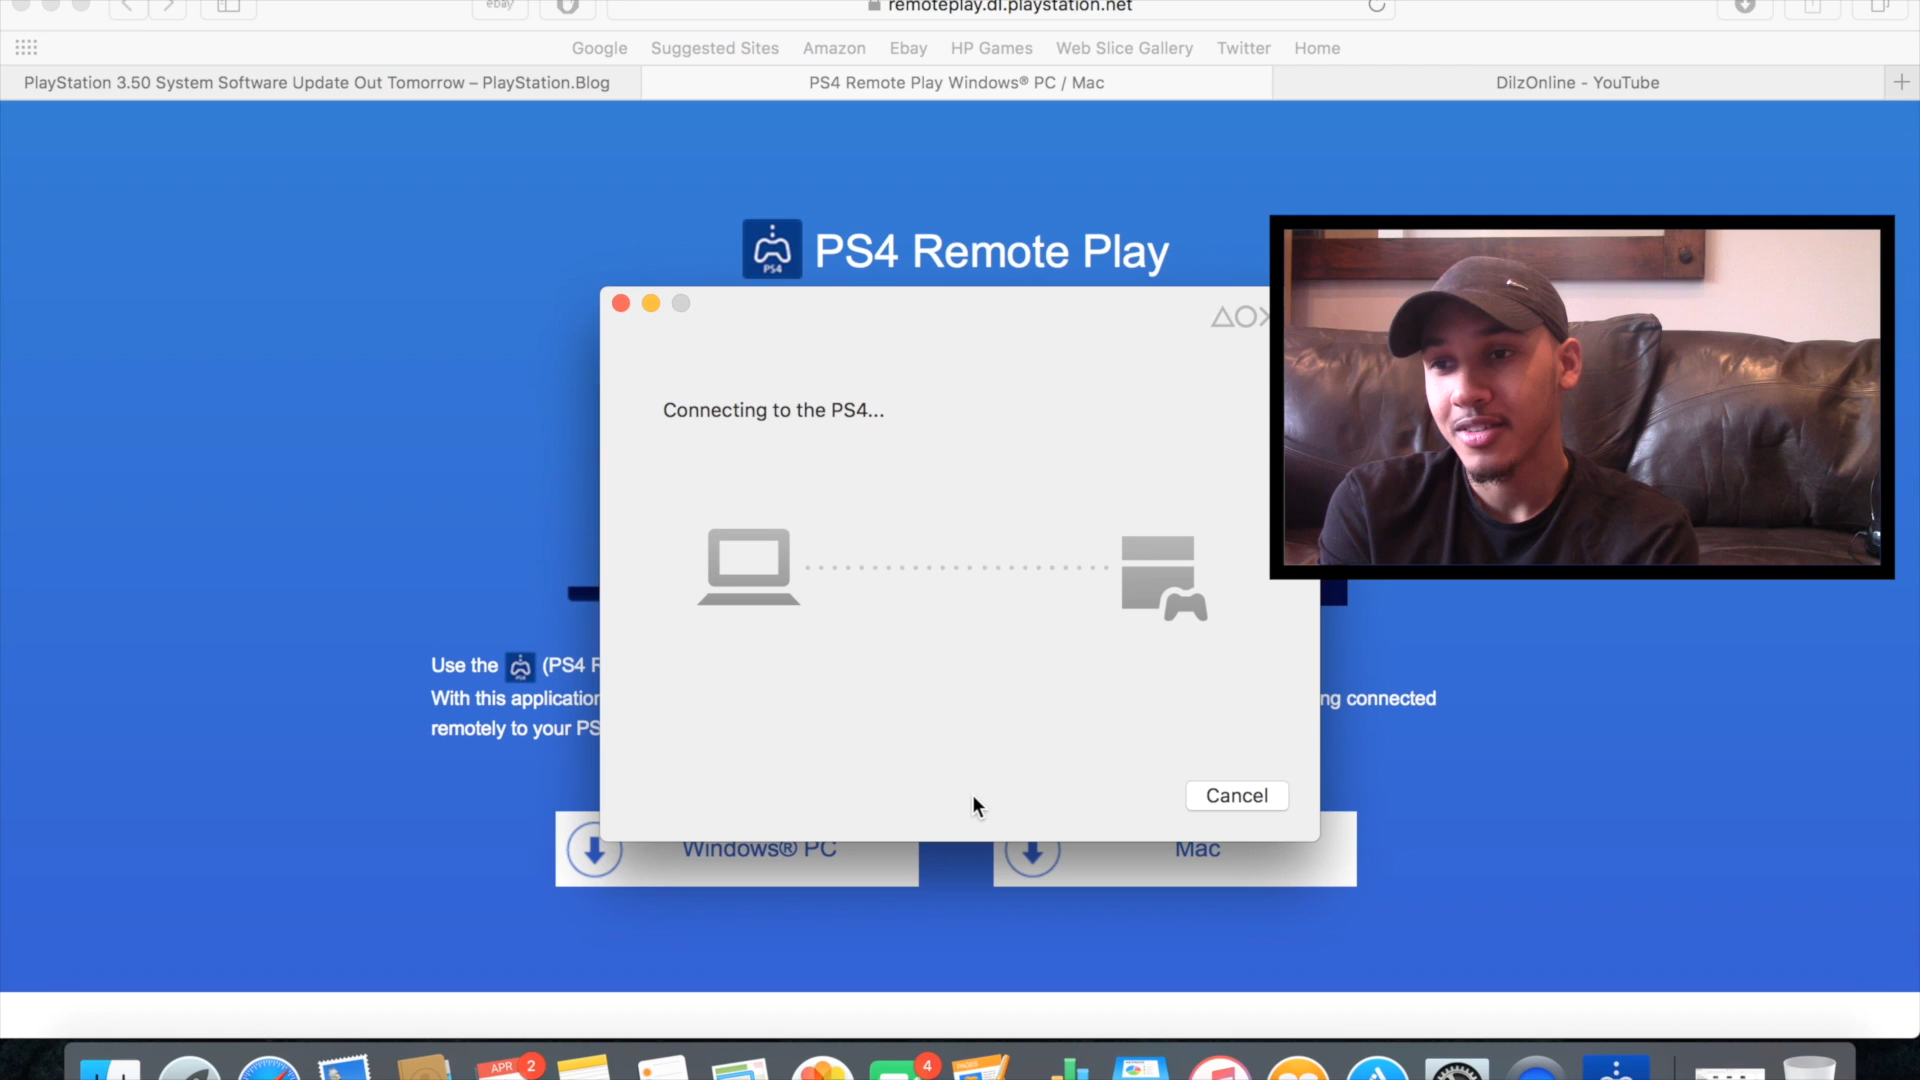 ebay
remoteplay.dl.playstation.net
Google Suggested Sites Amazon Ebay HP Games Web Slice Gallery Twitter Home
PlayStation 3.50 System Software Update Out Tomorrow – PlayStation.Blog PS4 Remote Play Windows® PC / Mac DilzOnline - YouTube
PS4 PS4 Remote Play
Connecting to the PS4...
Use the (PS4 R
With this application ng connected
remotely to your PS
Cancel
Windows® PC Mac
APR 2 4 PAGES